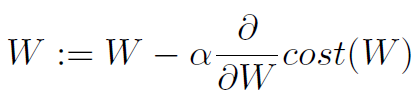 W := W − α ∂/∂W cost(W)